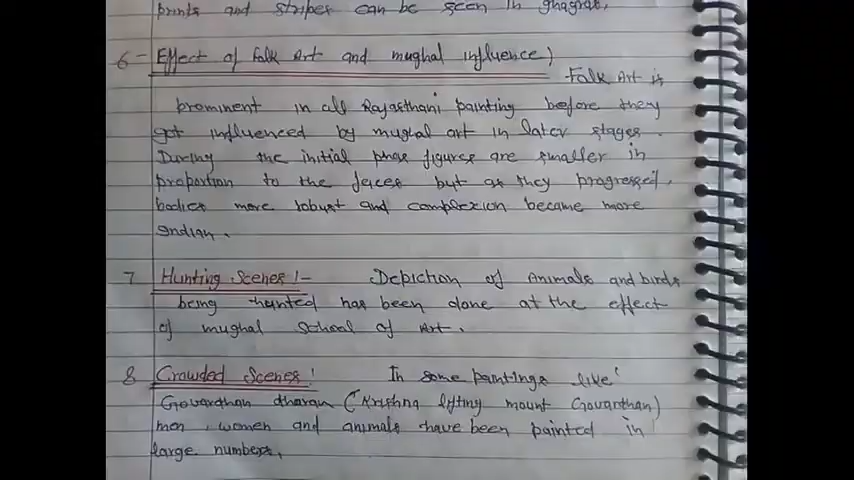 prints and stripes can be seen in ghagras.
6 - Effect of Folk Art and mughal influence)
Folk Art is
prominent in all Rajasthani painting before they
got influenced by mughal art in later stages.
During the initial phase figures are smaller in
proportion to the faces but as they progressed,
bodies more robust and complexion became more
Indian.
7 Hunting Scenes!- Depiction of Animals and birds
being hunted has been done at the effect
of mughal School of Art.
8 Crowded Scenes! In some paintings like'
Govardhan dharan (Krishna lifting mount Govarthan)
men, women and animals have been painted in
large numbers,